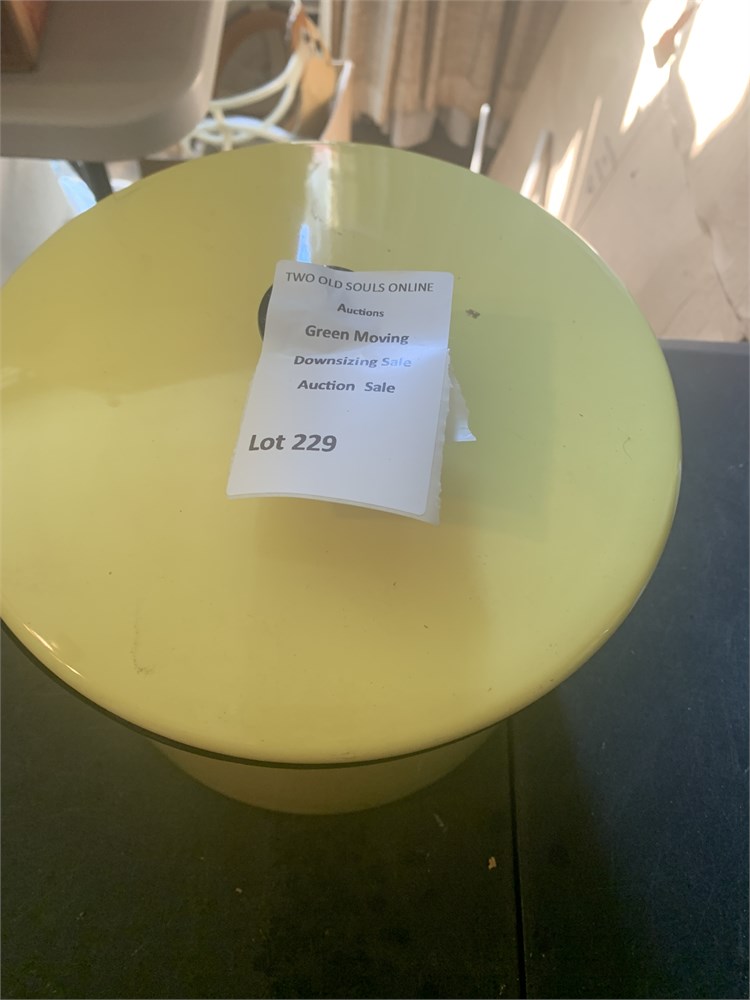 TWO OLD SOULS ONLINE
Auctions
Green Moving
Downsizing Sale
Auction Sale
Lot 229